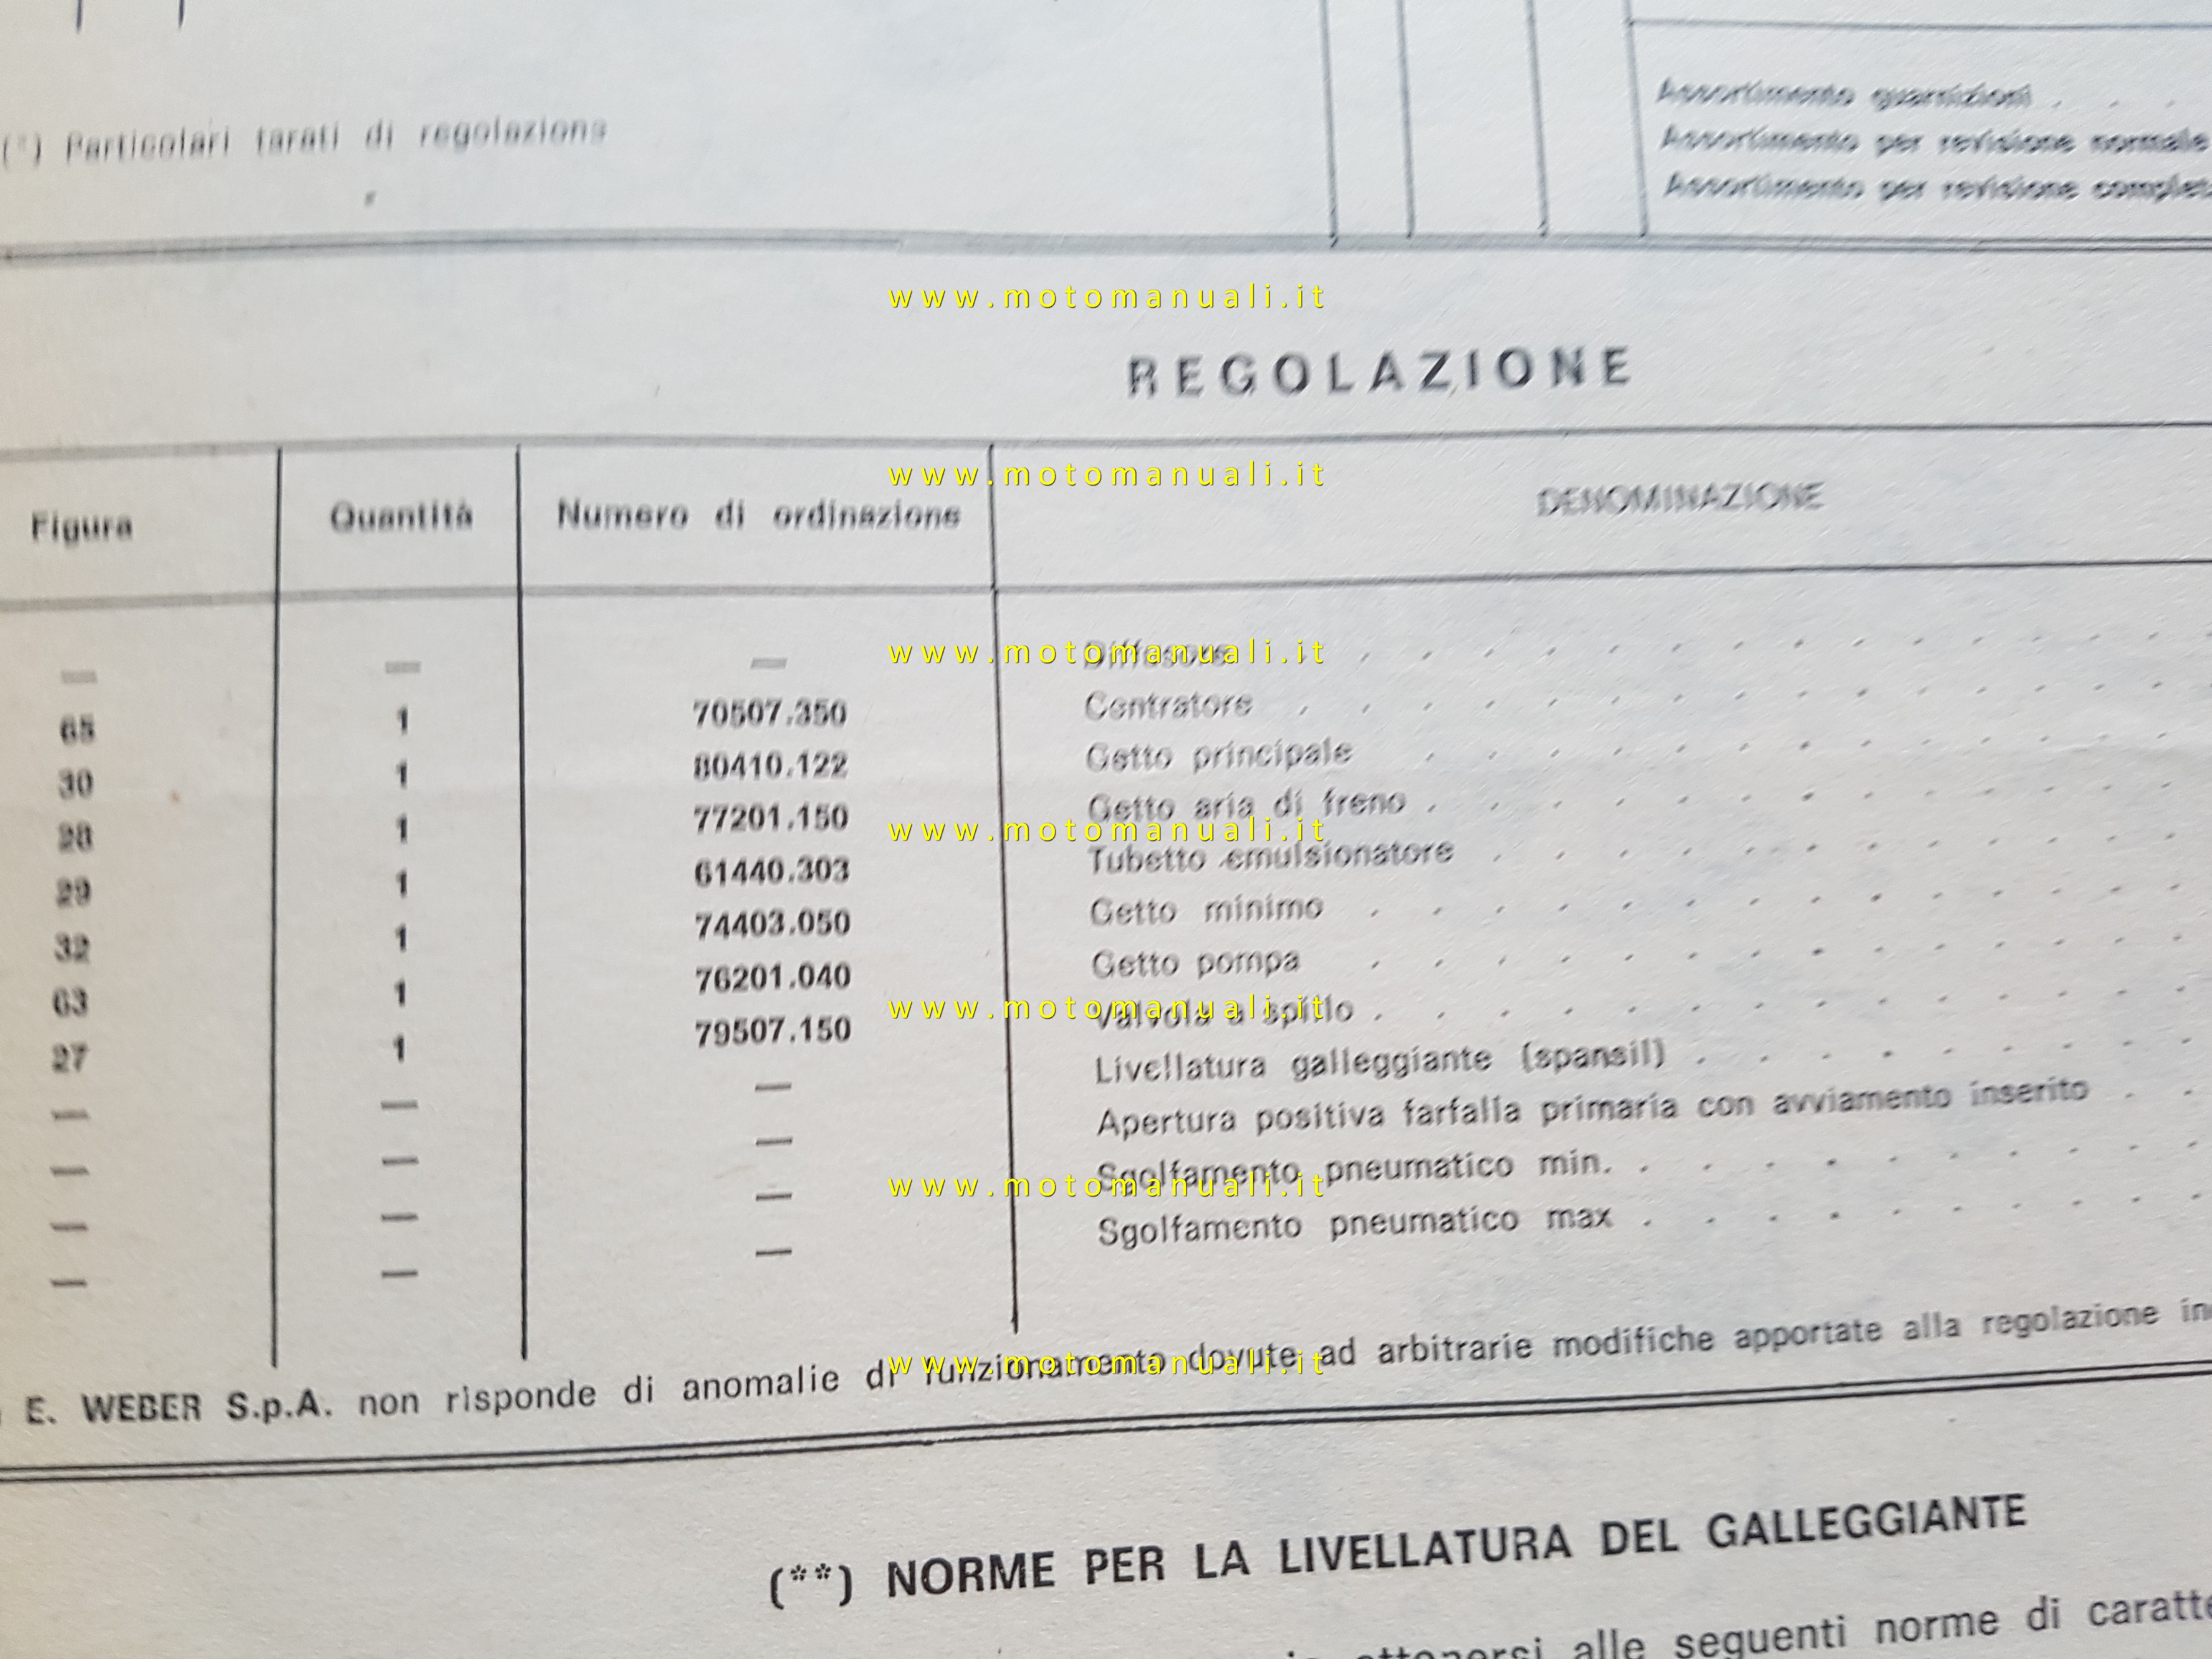 (*) Particolari tarati di regolazione
Assortimento guarnizioni . . .
Assortimento per revisione normale
Assortimento per revisione
www.motomanuali.it
REGOLAZIONE
www.motomanuali.it
Figura Quantità Numero di ordinazione DENOMINAZIONE
www.motomanuali.it
— — — Diffusore
65 1 70507.350 Centratore
30 1 80410.122 Getto principale
28 1 77201.150 Getto aria di freno
www.motomanuali.it
29 1 61440.303 Tubetto emulsionatore
32 1 74403.050 Getto minimo
63 1 76201.040 Getto pompa
www.motomanuali.it
27 1 79507.150 Valvola a spillo
— — — Livellatura galleggiante (spansil)
— — — Apertura positiva farfalla primaria con avviamento inserito
— — — Sgolfamento pneumatico min.
www.motomanuali.it
— — — Sgolfamento pneumatico max
E. WEBER S.p.A. non risponde di anomalie di funzionamento dovute ad arbitrarie modifiche apportate alla regolazione
www.motomanuali.it
(**) NORME PER LA LIVELLATURA DEL GALLEGGIANTE
alle seguenti norme di